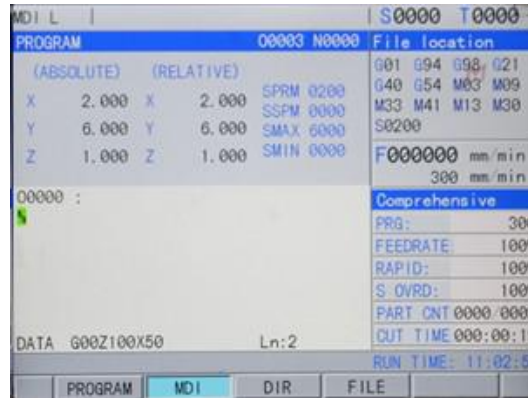 MDI L
S0000 T0000
PROGRAM O0003 N0000
File location
(ABSOLUTE) (RELATIVE)
X 2.000 X 2.000
Y 6.000 Y 6.000
Z 1.000 Z 1.000
SPRM 0200
SSPM 0000
SMAX 6000
SMIN 0000
G01 G94 G98 G21
G40 G54 M03 M09
M33 M41 M13 M30
S0200
F000000 mm/min
300 mm/min
O0000 :
%
Comprehensive
PRG: 30
FEEDRATE 100
RAPID: 100
S OVRD: 100
PART CNT 0000/000
CUT TIME 000:00:1
RUN TIME: 11:02:5
DATA G00Z100X50 Ln:2
PROGRAM MDI DIR FILE